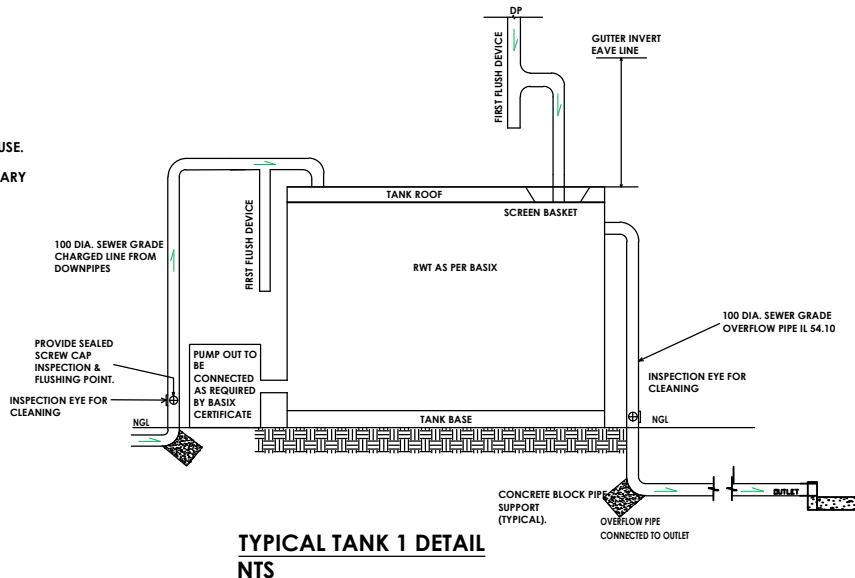 DP
GUTTER INVERT
EAVE LINE
FIRST FLUSH DEVICE
USE.
ARY
TANK ROOF
SCREEN BASKET
FIRST FLUSH DEVICE
100 DIA. SEWER GRADE
CHARGED LINE FROM
DOWNPIPES
RWT AS PER BASIX
100 DIA. SEWER GRADE
OVERFLOW PIPE IL 54.10
PROVIDE SEALED
SCREW CAP
INSPECTION &
FLUSHING POINT.
PUMP OUT TO
BE
CONNECTED
AS REQUIRED
BY BASIX
CERTIFICATE
INSPECTION EYE FOR
CLEANING
INSPECTION EYE FOR
CLEANING
NGL
TANK BASE
NGL
CONCRETE BLOCK PIPE
SUPPORT
(TYPICAL).
OUTLET
OVERFLOW PIPE
CONNECTED TO OUTLET
TYPICAL TANK 1 DETAIL
NTS